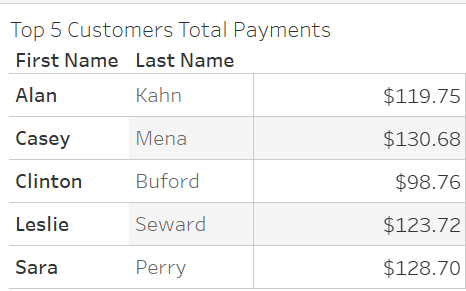 Top 5 Customers Total Payments
First Name Last Name
Alan Kahn $119.75
Casey Mena $130.68
Clinton Buford $98.76
Leslie Seward $123.72
Sara Perry $128.70